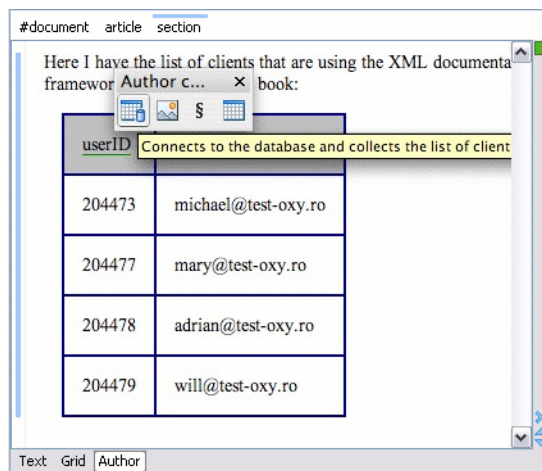 #document article section
Here I have the list of clients that are using the XML documenta
framewor book:
Author c... ×
§
userID
Connects to the database and collects the list of client
204473 michael@test-oxy.ro
204477 mary@test-oxy.ro
204478 adrian@test-oxy.ro
204479 will@test-oxy.ro
Text Grid Author